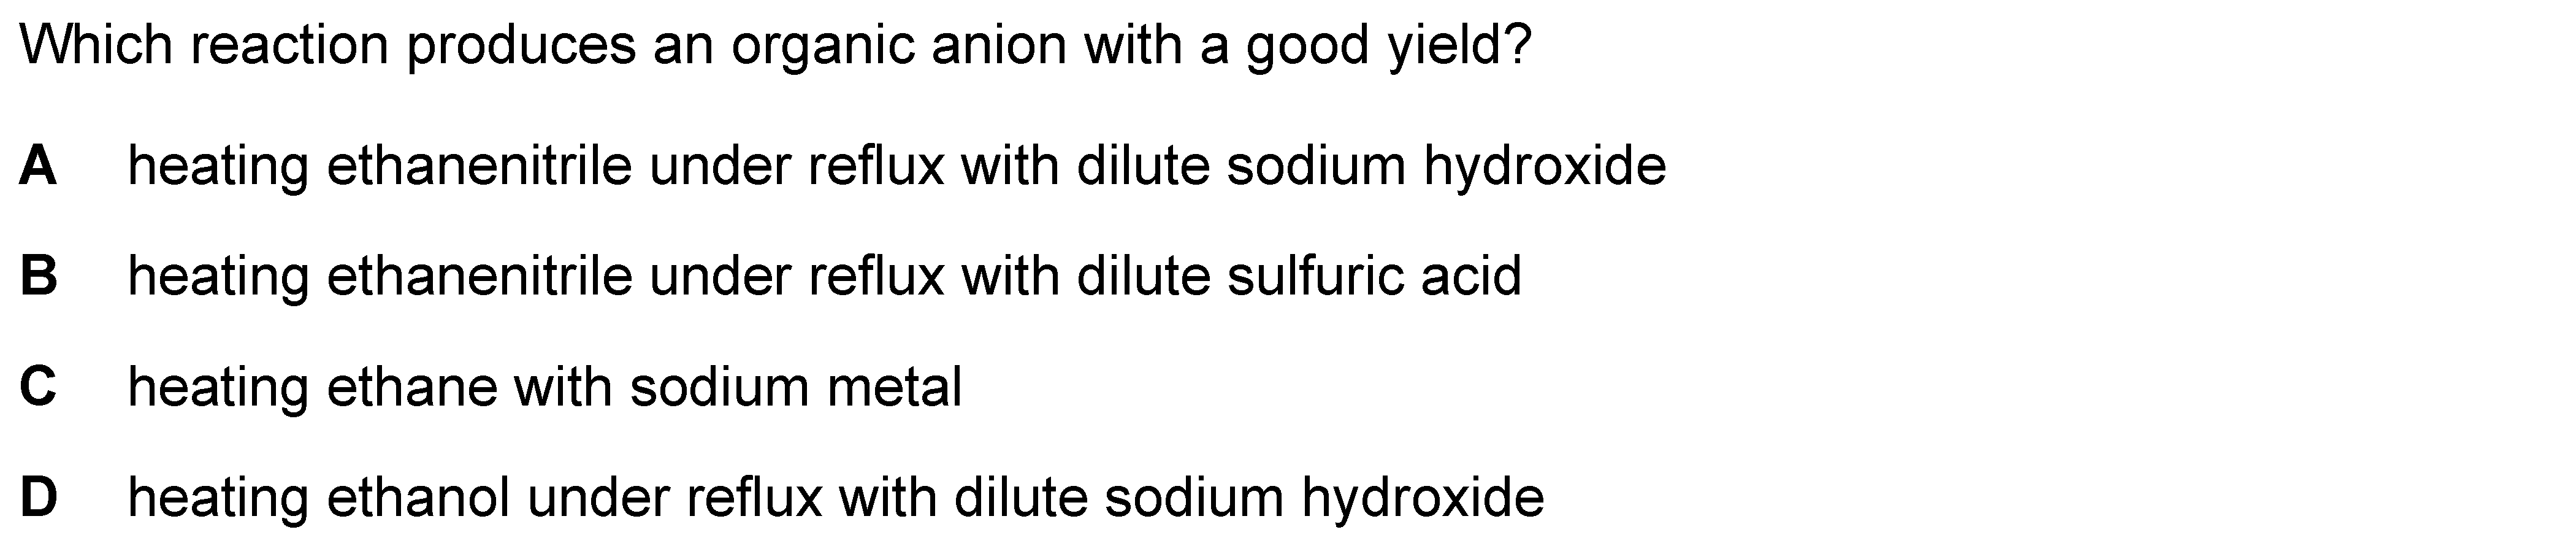 Which reaction produces an organic anion with a good yield?
A heating ethanenitrile under reflux with dilute sodium hydroxide
B heating ethanenitrile under reflux with dilute sulfuric acid
C heating ethane with sodium metal
D heating ethanol under reflux with dilute sodium hydroxide